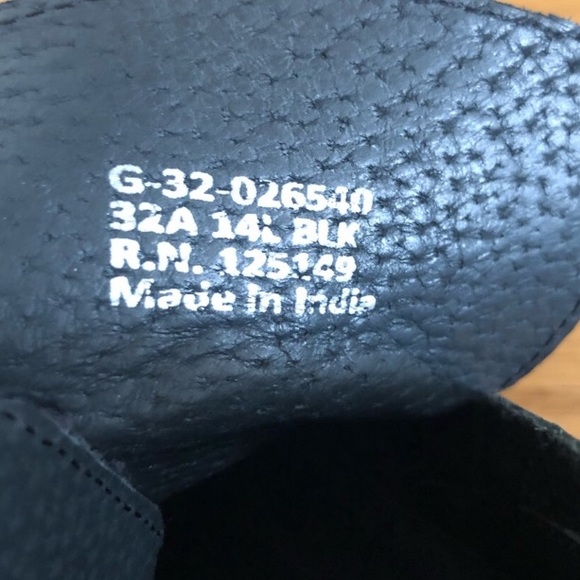 G-32-026540
32A 14L BLK
R.N. 125149
Made in India